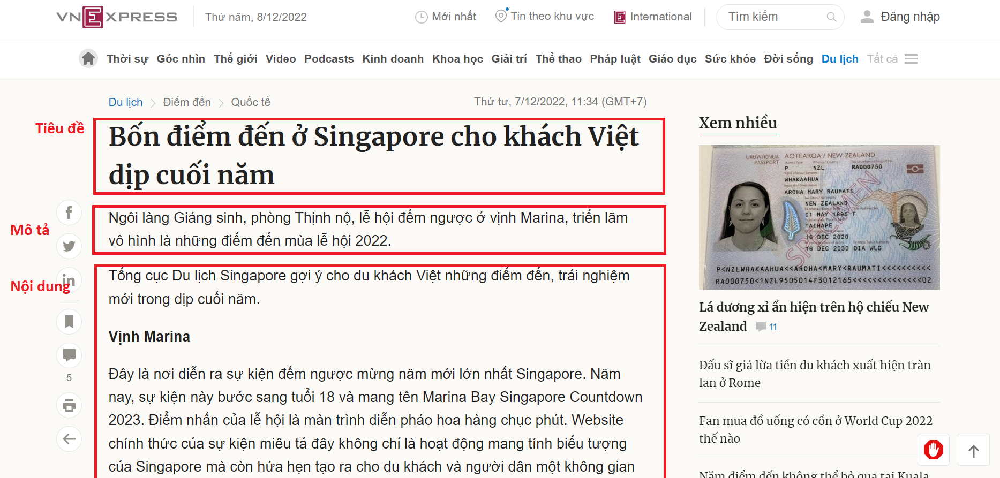 VNEXPRESS
Thứ năm, 8/12/2022
Mới nhất
Tin theo khu vực
E International
Tìm kiếm
Đăng nhập
Thời sự Góc nhìn Thế giới Video Podcasts Kinh doanh Khoa học Giải trí Thể thao Pháp luật Giáo dục Sức khỏe Đời sống Du lịch Tất cả
Du lịch Điểm đến Quốc tế
Thứ tư, 7/12/2022, 11:34 (GMT+7)
Tiêu đề
Bốn điểm đến ở Singapore cho khách Việt
dịp cuối năm
Mô tả
Ngôi làng Giáng sinh, phòng Thịnh nộ, lễ hội đếm ngược ở vịnh Marina, triển lãm
vô hình là những điểm đến mùa lễ hội 2022.
Nội dung
Tổng cục Du lịch Singapore gợi ý cho du khách Việt những điểm đến, trải nghiệm
mới trong dịp cuối năm.
Vịnh Marina
Đây là nơi diễn ra sự kiện đếm ngược mừng năm mới lớn nhất Singapore. Năm
nay, sự kiện này bước sang tuổi 18 và mang tên Marina Bay Singapore Countdown
2023. Điểm nhấn của lễ hội là màn trình diễn pháo hoa hàng chục phút. Website
chính thức của sự kiện miêu tả đây không chỉ là hoạt động mang tính biểu tượng
của Singapore mà còn hứa hẹn tạo ra cho du khách và người dân một không gian
f
in
5
Xem nhiều
URUWHENUA
PASSPORT
AOTEAROA / NEW ZEALAND
P NZL RA000750
WHAKAAHUA
AROHA MARY RAUMATI
NEW ZEALAND
01 MAY 1995 F
TAIHAPE
16 DEC 2020
16 DEC 2030 DIA WLG
SPECIMEN
P<NZLWHAKAAHUA<<AROHA<MARY<RAUMATI<<<<<<<<<<
RA000750<1NZL9505014F3012165<<<<<<<<<<<<<<02
Lá dương xỉ ẩn hiện trên hộ chiếu New
Zealand 11
Đấu sĩ giả lừa tiền du khách xuất hiện tràn
lan ở Rome
Fan mua đồ uống có cồn ở World Cup 2022
thế nào
Năm điểm đến không thể bỏ qua tại Kuala